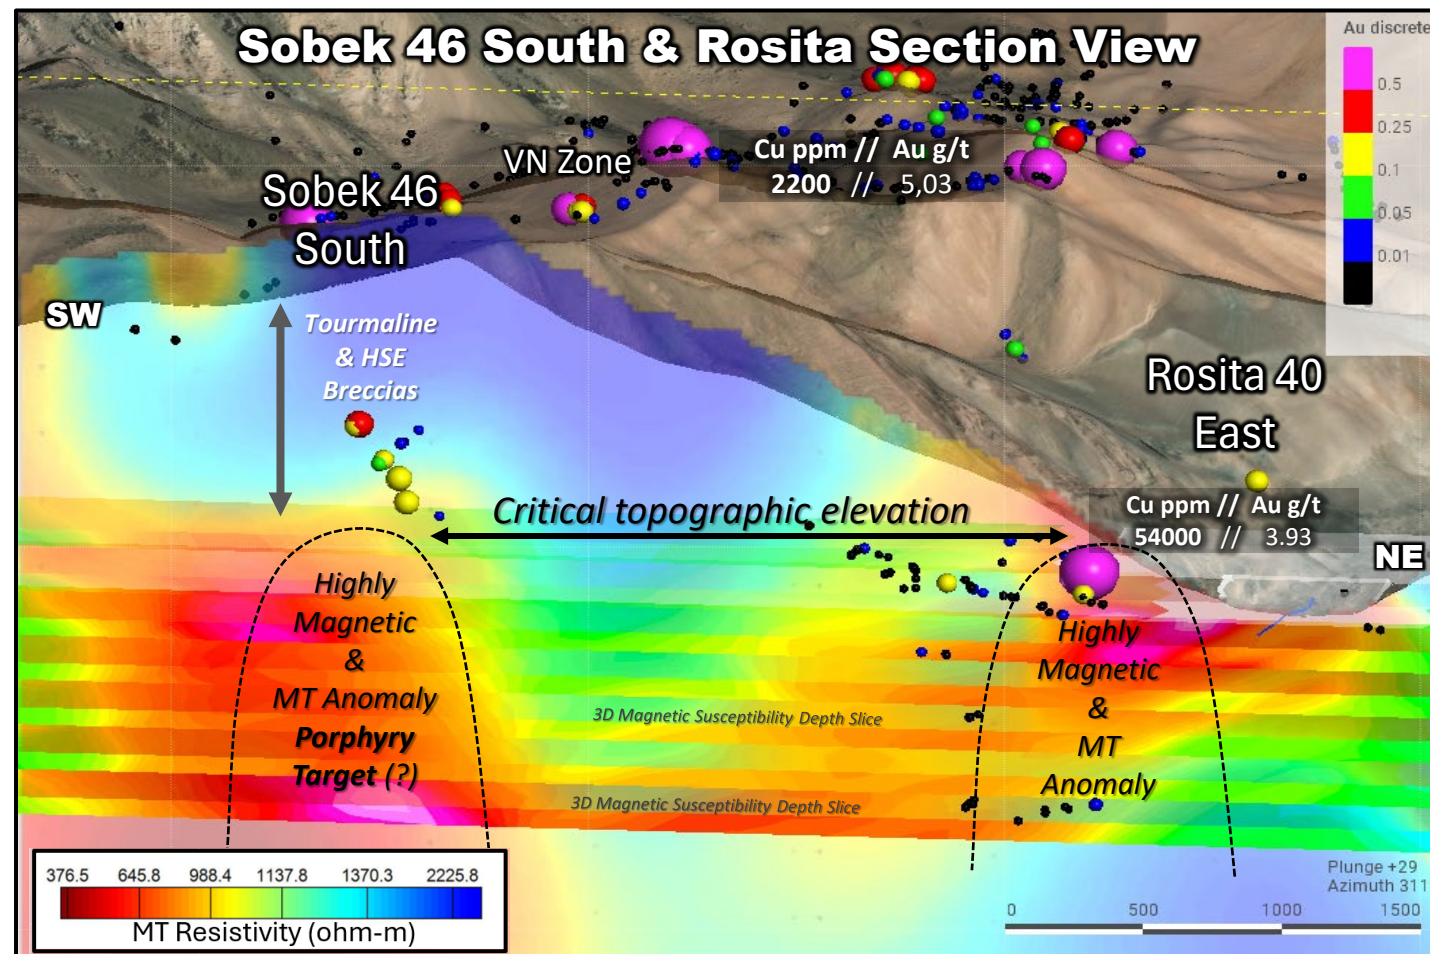 Sobek 46 South & Rosita Section View
Au discrete
0.5
0.25
0.1
0.05
0.01
VN Zone
Cu ppm // Au g/t
2200 // 5,03
Sobek 46
South
SW
Tourmaline
& HSE
Breccias
Rosita 40
East
Cu ppm // Au g/t
54000 // 3.93
NE
Critical topographic elevation
Highly
Magnetic
&
MT Anomaly
Porphyry
Target (?)
Highly
Magnetic
&
MT
Anomaly
3D Magnetic Susceptibility Depth Slice
3D Magnetic Susceptibility Depth Slice
376.5 645.8 988.4 1137.8 1370.3 2225.8
MT Resistivity (ohm-m)
Plunge +29
Azimuth 311
0 500 1000 1500